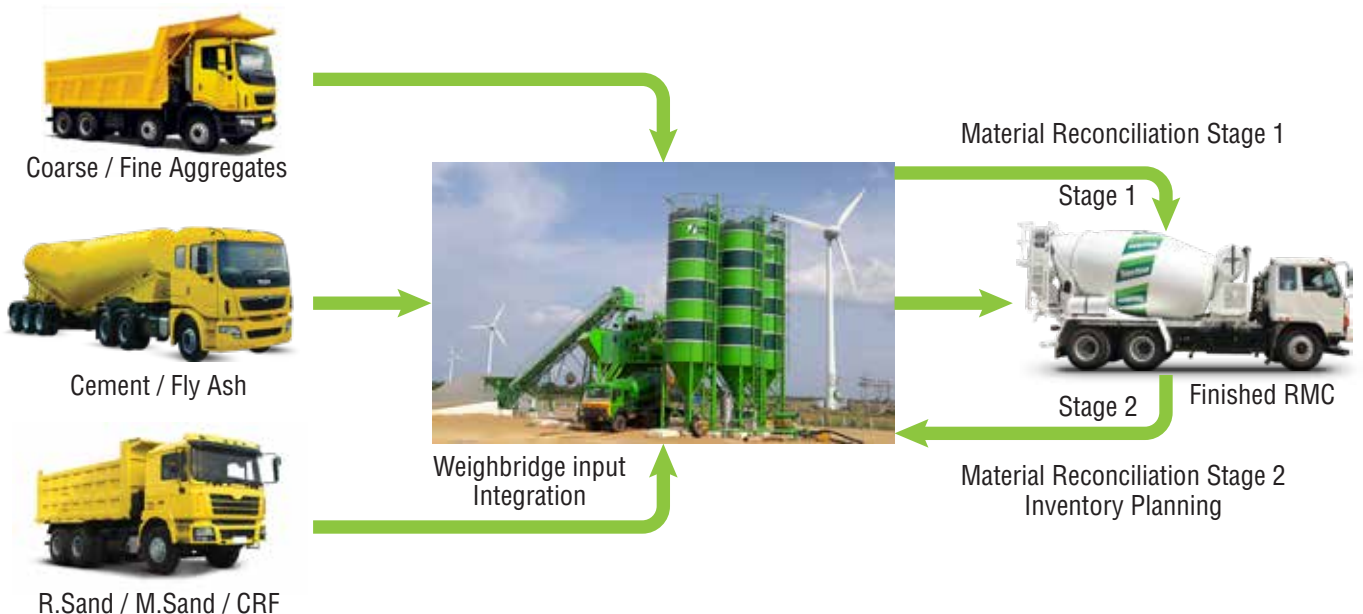 Coarse / Fine Aggregates
Cement / Fly Ash
R.Sand / M.Sand / CRF
Weighbridge input
Integration
Material Reconciliation Stage 1
Stage 1
Finished RMC
Stage 2
Material Reconciliation Stage 2
Inventory Planning